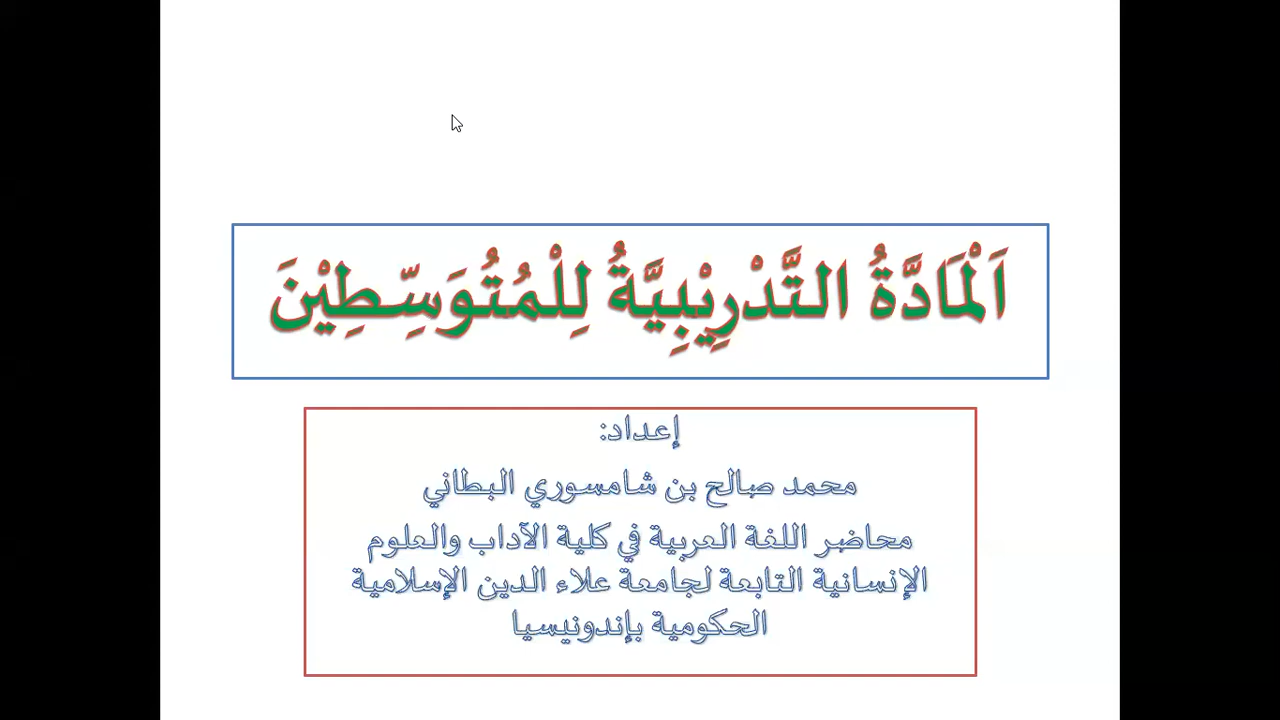 اَلْمَادَّةُ التَّدْرِيْبِيَّةُ لِلْمُتُوَسِّطِيْنَ
إعداد:
محمد صالح بن شامسوري البطاني
محاضر اللغة العربية في كلية الآداب والعلوم
الإنسانية التابعة لجامعة علاء الدين الإسلامية
الحكومية بإندونيسيا